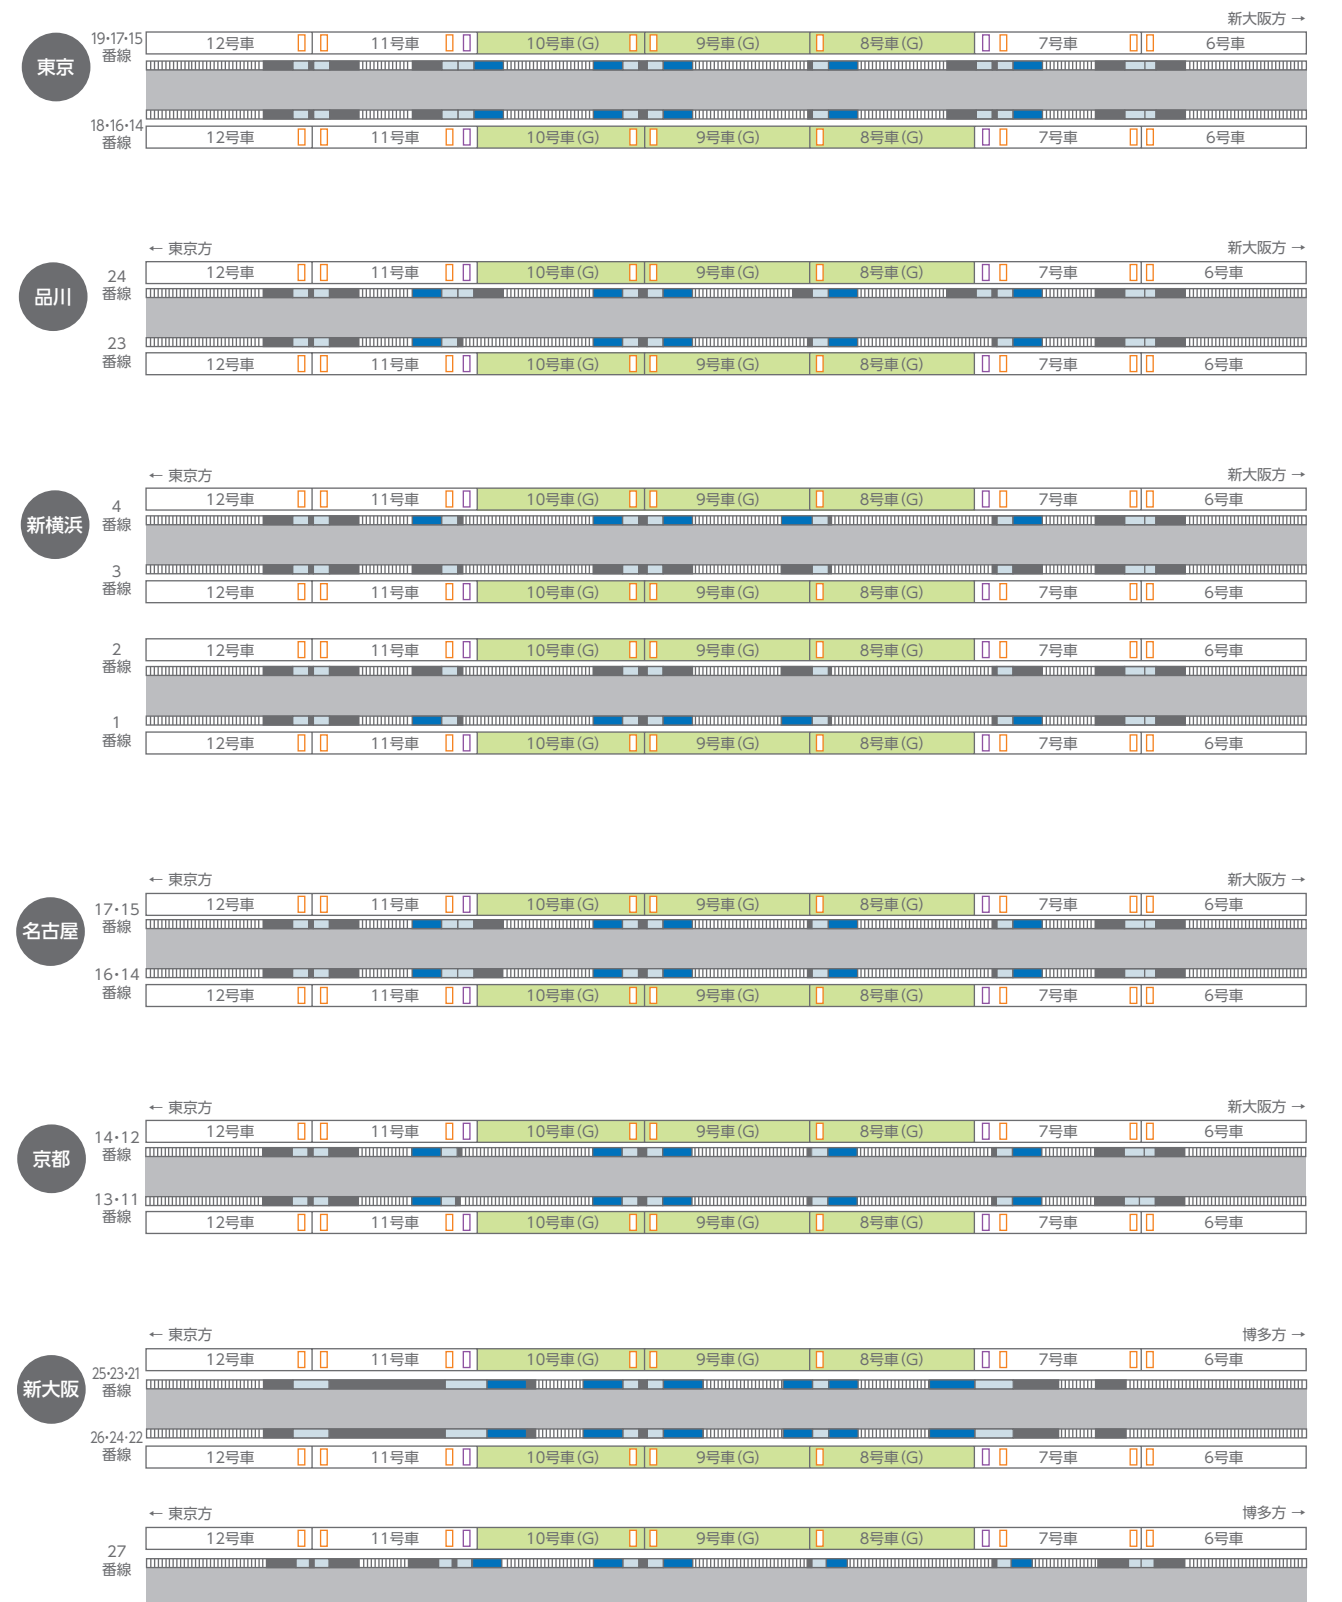 新大阪方 →
東京
19・17・15
番線
12号車 11号車 10号車(G) 9号車(G) 8号車(G) 7号車 6号車
18・16・14
番線
12号車 11号車 10号車(G) 9号車(G) 8号車(G) 7号車 6号車
← 東京方 新大阪方 →
品川
24
番線
12号車 11号車 10号車(G) 9号車(G) 8号車(G) 7号車 6号車
23
番線
12号車 11号車 10号車(G) 9号車(G) 8号車(G) 7号車 6号車
← 東京方 新大阪方 →
新横浜
4
番線
12号車 11号車 10号車(G) 9号車(G) 8号車(G) 7号車 6号車
3
番線
12号車 11号車 10号車(G) 9号車(G) 8号車(G) 7号車 6号車
2
番線
12号車 11号車 10号車(G) 9号車(G) 8号車(G) 7号車 6号車
1
番線
12号車 11号車 10号車(G) 9号車(G) 8号車(G) 7号車 6号車
← 東京方 新大阪方 →
名古屋
17・15
番線
12号車 11号車 10号車(G) 9号車(G) 8号車(G) 7号車 6号車
16・14
番線
12号車 11号車 10号車(G) 9号車(G) 8号車(G) 7号車 6号車
← 東京方 新大阪方 →
京都
14・12
番線
12号車 11号車 10号車(G) 9号車(G) 8号車(G) 7号車 6号車
13・11
番線
12号車 11号車 10号車(G) 9号車(G) 8号車(G) 7号車 6号車
← 東京方 博多方 →
新大阪
25・23・21
番線
12号車 11号車 10号車(G) 9号車(G) 8号車(G) 7号車 6号車
26・24・22
番線
12号車 11号車 10号車(G) 9号車(G) 8号車(G) 7号車 6号車
← 東京方 博多方 →
27
番線
12号車 11号車 10号車(G) 9号車(G) 8号車(G) 7号車 6号車